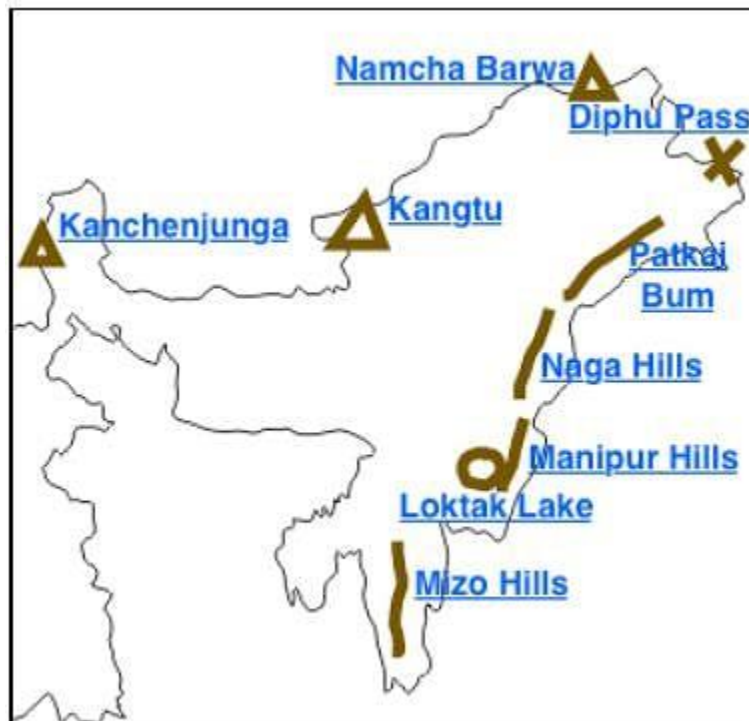 Namcha Barwa
Diphu Pass
Kangtu
Kanchenjunga
Patkai
Bum
Naga Hills
Manipur Hills
Loktak Lake
Mizo Hills